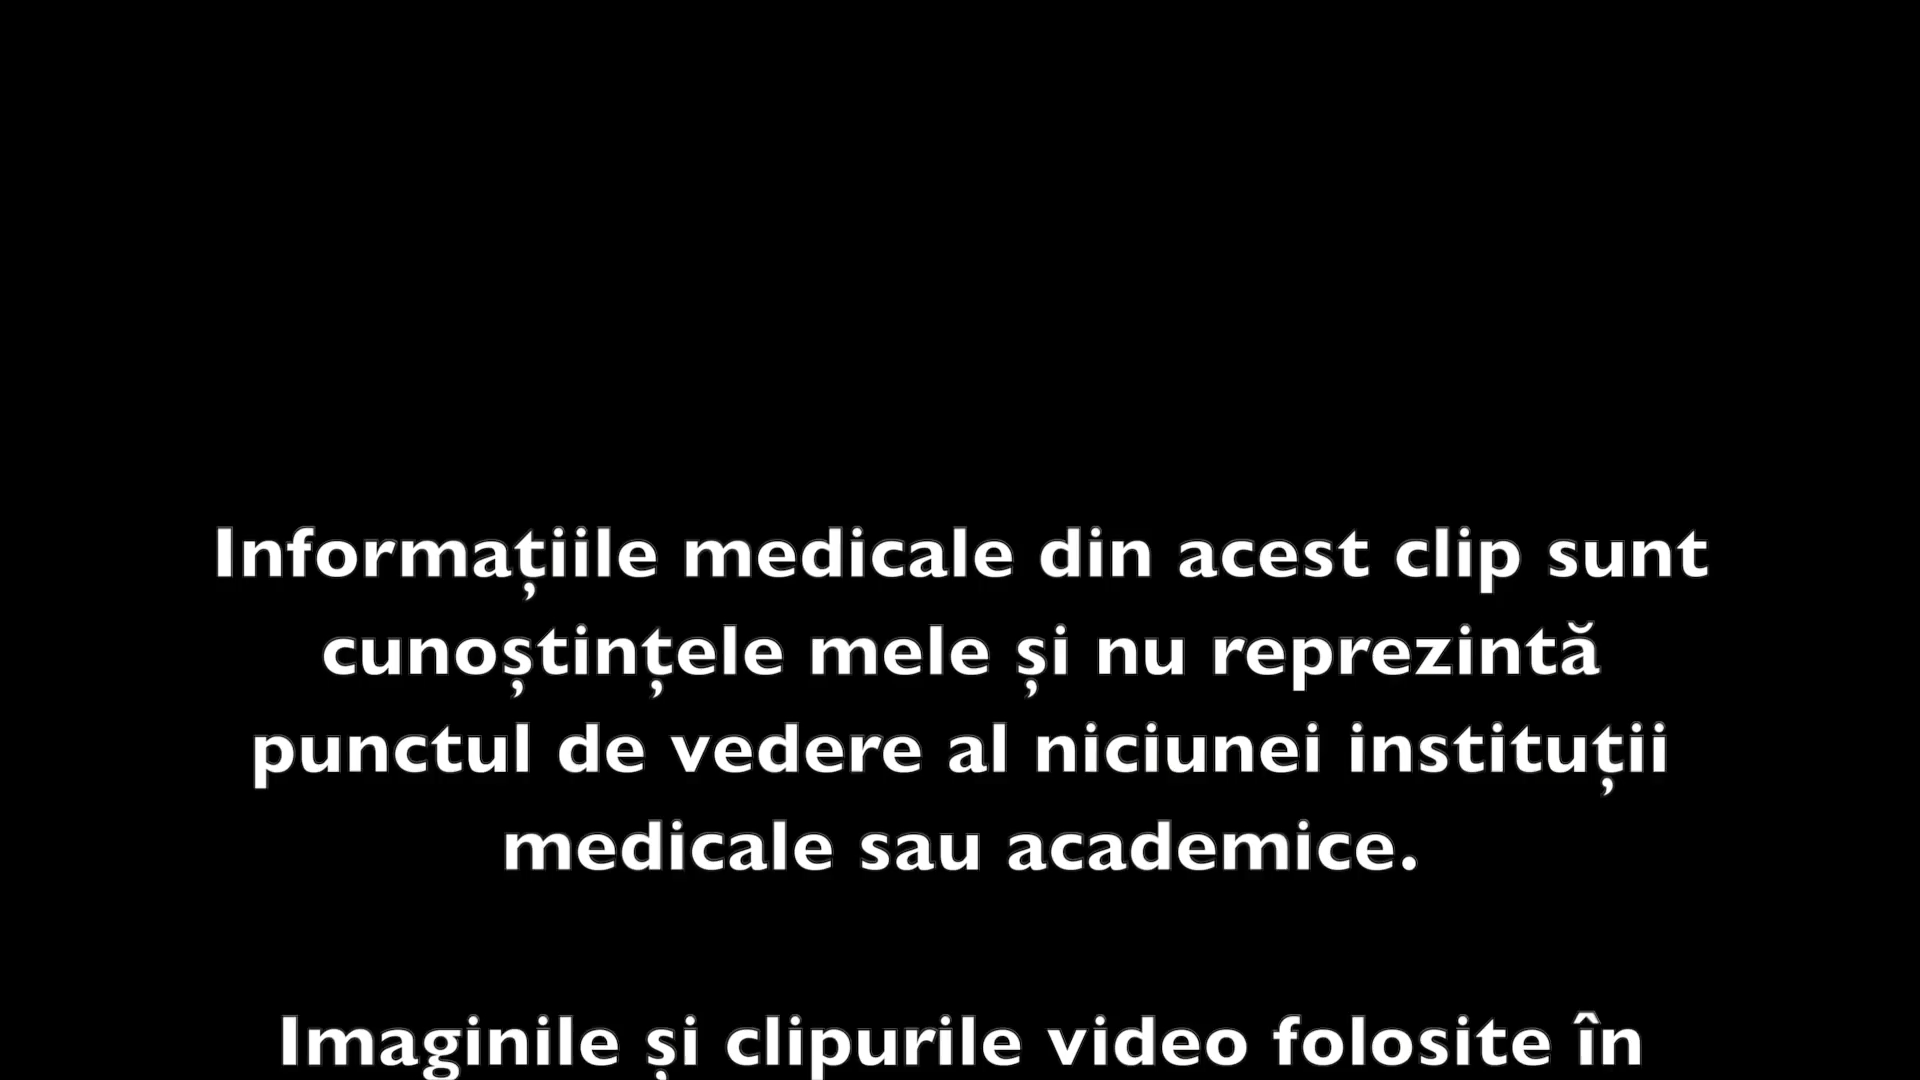 Informațiile medicale din acest clip sunt
cunoștințele mele și nu reprezintă
punctul de vedere al niciunei instituții
medicale sau academice.
Imaginile și clipurile video folosite în